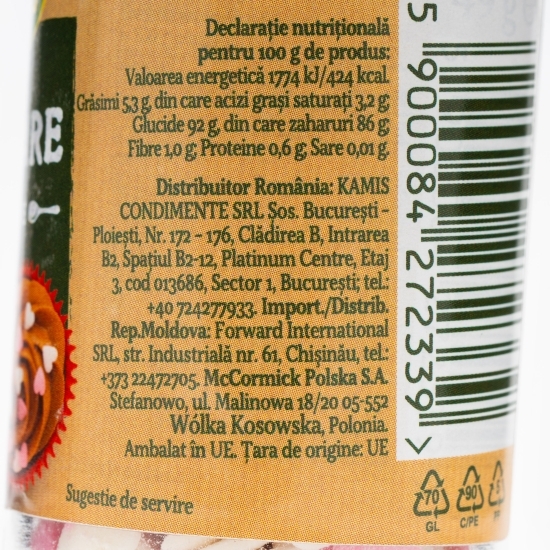 Declarație nutrițională
pentru 100 g de produs:
Valoarea energetică 1774 kJ/424 kcal.
Grăsimi 5,3 g, din care acizi grași saturați 3,2 g;
Glucide 92 g, din care zaharuri 86 g;
Fibre 1,0 g; Proteine 0,6 g; Sare 0,01 g.
Distribuitor România: KAMIS
CONDIMENTE SRL Șos. București -
Ploiești, Nr. 172 - 176, Clădirea B, Intrarea
B2, Spațiul B2-12, Platinum Centre, Etaj
3, cod 013686, Sector 1, București; tel.:
+40 724277933. Import./Distrib.
Rep.Moldova: Forward International
SRL, str. Industrială nr. 61, Chișinău, tel.:
+373 22472705. McCormick Polska S.A.
Stefanowo, ul. Malinowa 18/20 05-552
Wólka Kosowska, Polonia.
Ambalat în UE. Țara de origine: UE
Sugestie de servire
5 900084 272339 >
70
GL
90
C/PE
5
PP